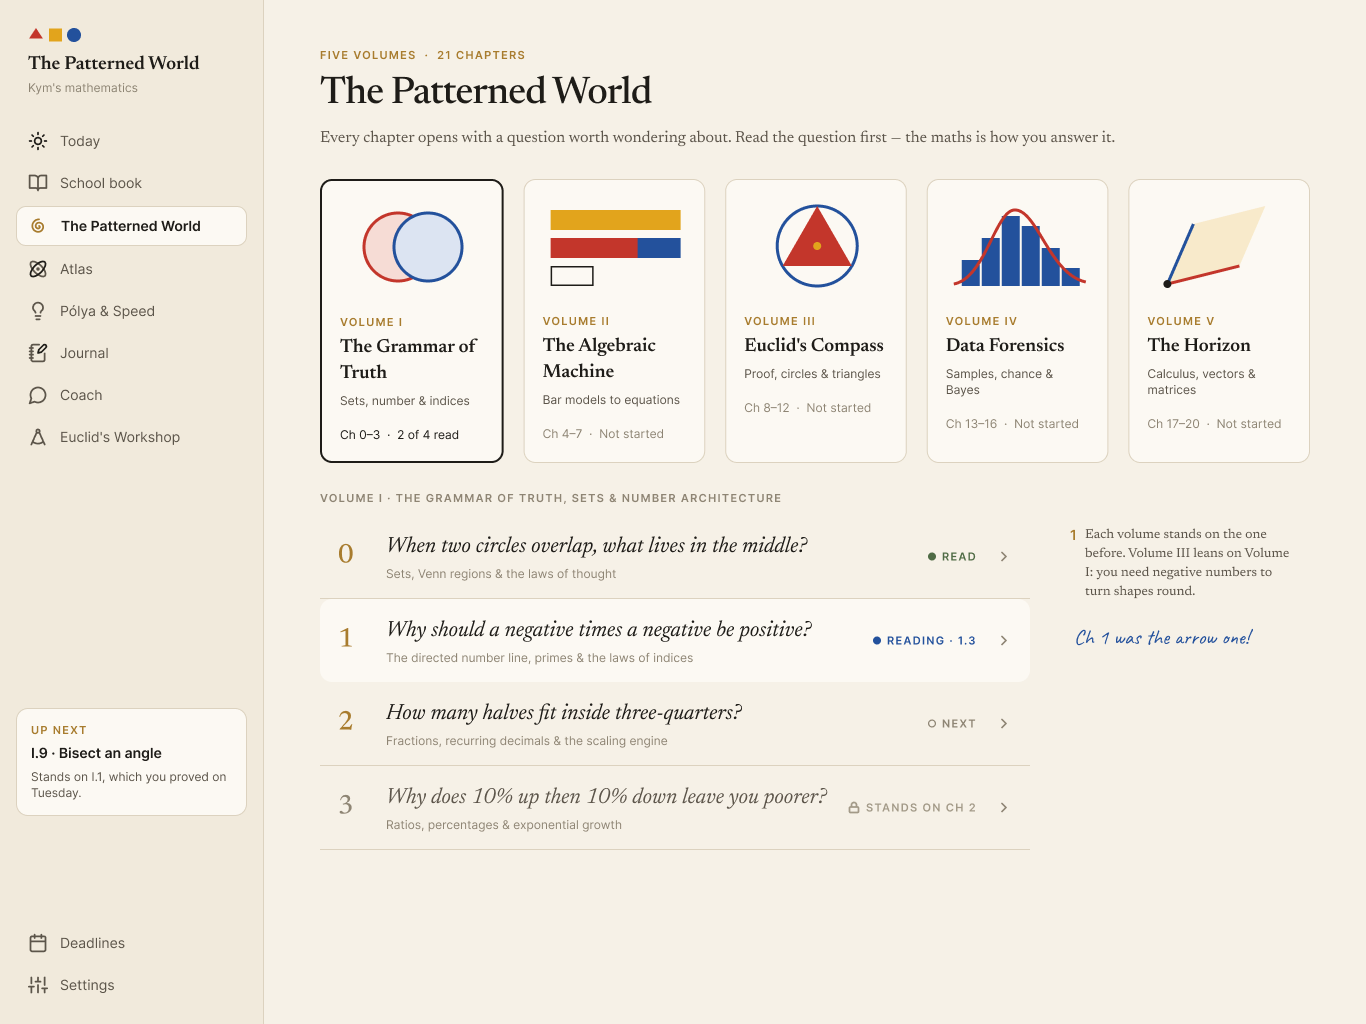 The Patterned World
Kym's mathematics
Today
School book
The Patterned World
Atlas
Pólya & Speed
Journal
Coach
Euclid's Workshop
UP NEXT
I.9 · Bisect an angle
Stands on I.1, which you proved on
Tuesday.
Deadlines
Settings
FIVE VOLUMES · 21 CHAPTERS
The Patterned World
Every chapter opens with a question worth wondering about. Read the question first — the maths is how you answer it.
VOLUME I
The Grammar of
Truth
Sets, number & indices
Ch 0–3 · 2 of 4 read
VOLUME II
The Algebraic
Machine
Bar models to equations
Ch 4–7 · Not started
VOLUME III
Euclid's Compass
Proof, circles & triangles
Ch 8–12 · Not started
VOLUME IV
Data Forensics
Samples, chance &
Bayes
Ch 13–16 · Not started
VOLUME V
The Horizon
Calculus, vectors &
matrices
Ch 17–20 · Not started
VOLUME I · THE GRAMMAR OF TRUTH, SETS & NUMBER ARCHITECTURE
0
When two circles overlap, what lives in the middle?
Sets, Venn regions & the laws of thought
READ
1
Why should a negative times a negative be positive?
The directed number line, primes & the laws of indices
READING · 1.3
2
How many halves fit inside three-quarters?
Fractions, recurring decimals & the scaling engine
NEXT
3
Why does 10% up then 10% down leave you poorer?
Ratios, percentages & exponential growth
STANDS ON CH 2
1 Each volume stands on the one
before. Volume III leans on Volume
I: you need negative numbers to
turn shapes round.
Ch 1 was the arrow one!